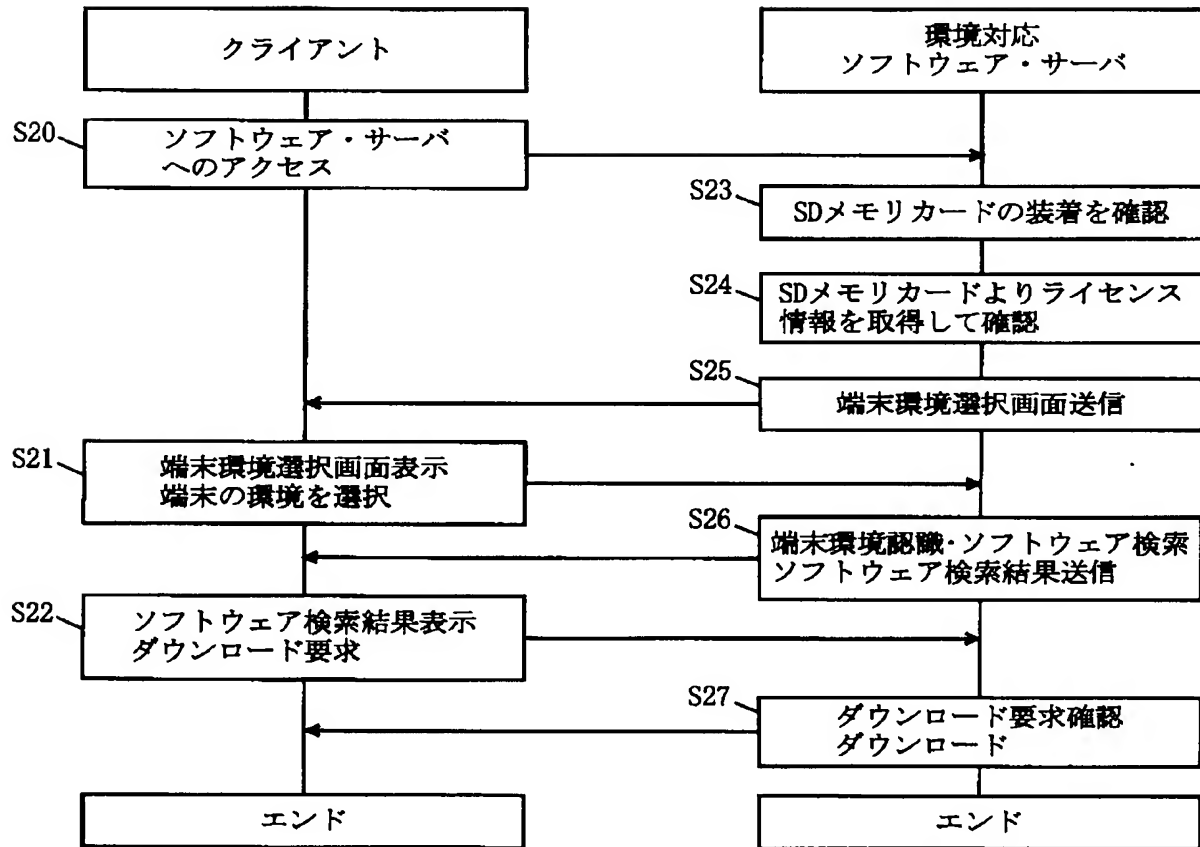 クライアント
環境対応
ソフトウェア・サーバ
S20
ソフトウェア・サーバ
へのアクセス
S23
SDメモリカードの装着を確認
S24
SDメモリカードよりライセンス
情報を取得して確認
S25
端末環境選択画面送信
S21
端末環境選択画面表示
端末の環境を選択
S26
端末環境認識・ソフトウェア検索
ソフトウェア検索結果送信
S22
ソフトウェア検索結果表示
ダウンロード要求
S27
ダウンロード要求確認
ダウンロード
エンド
エンド